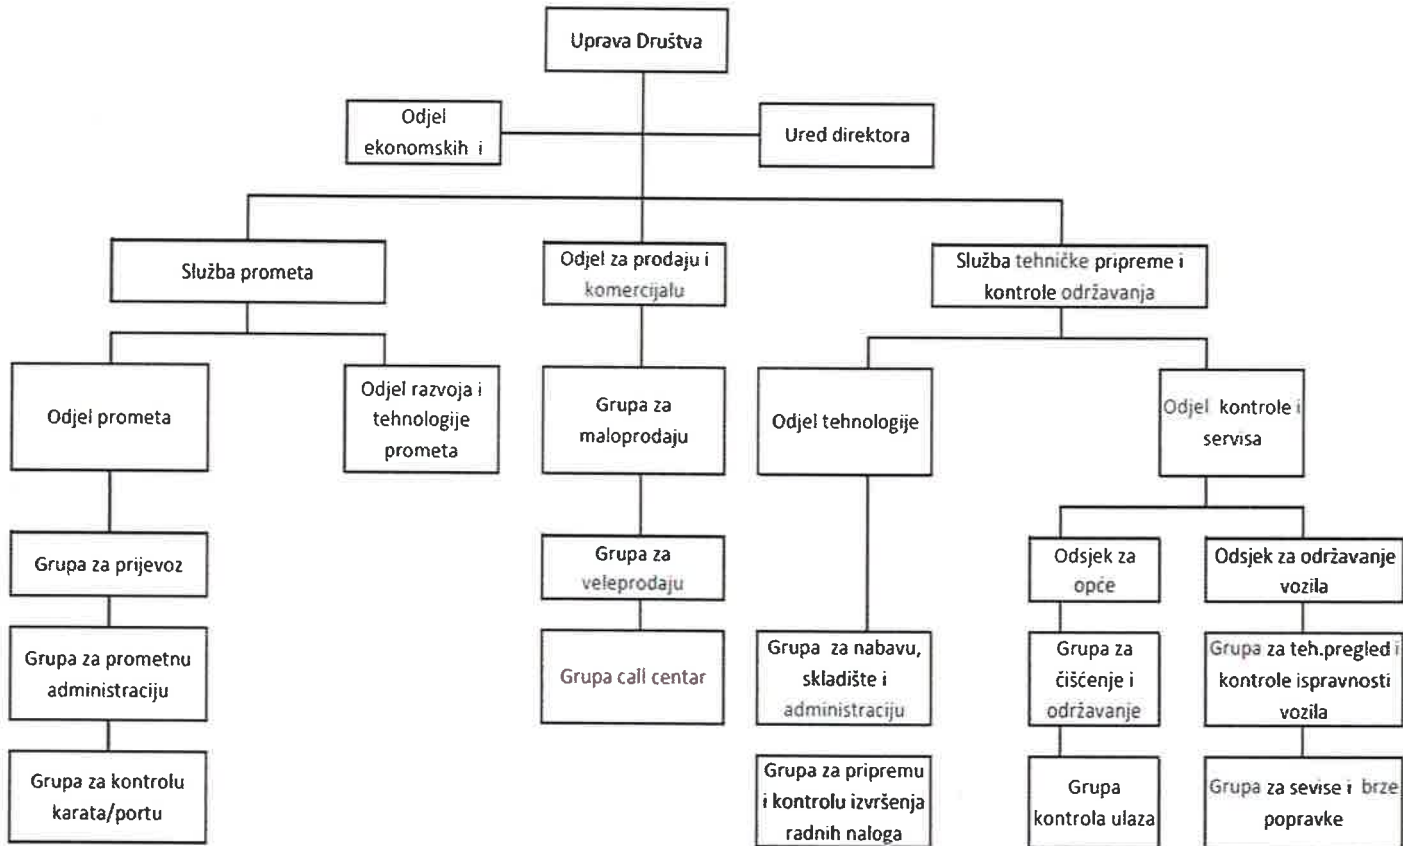 Uprava Društva
Odjel
ekonomskih i
Ured direktora
Služba prometa
Odjel za prodaju i
komercijalu
Služba tehničke pripreme i
kontrole održavanja
Odjel prometa
Odjel razvoja i
tehnologije
prometa
Grupa za
maloprodaju
Odjel tehnologije
Odjel kontrole i
servisa
Grupa za prijevoz
Grupa za
veleprodaju
Odsjek za
opće
Odsjek za održavanje
vozila
Grupa za prometnu
administraciju
Grupa call centar
Grupa za nabavu,
skladište i
administraciju
Grupa za
čišćenje i
održavanje
Grupa za teh.pregled i
kontrole ispravnosti
vozila
Grupa za kontrolu
karata/portu
Grupa za pripremu
i kontrolu izvršenja
radnih naloga
Grupa
kontrola ulaza
Grupa za sevise i brze
popravke